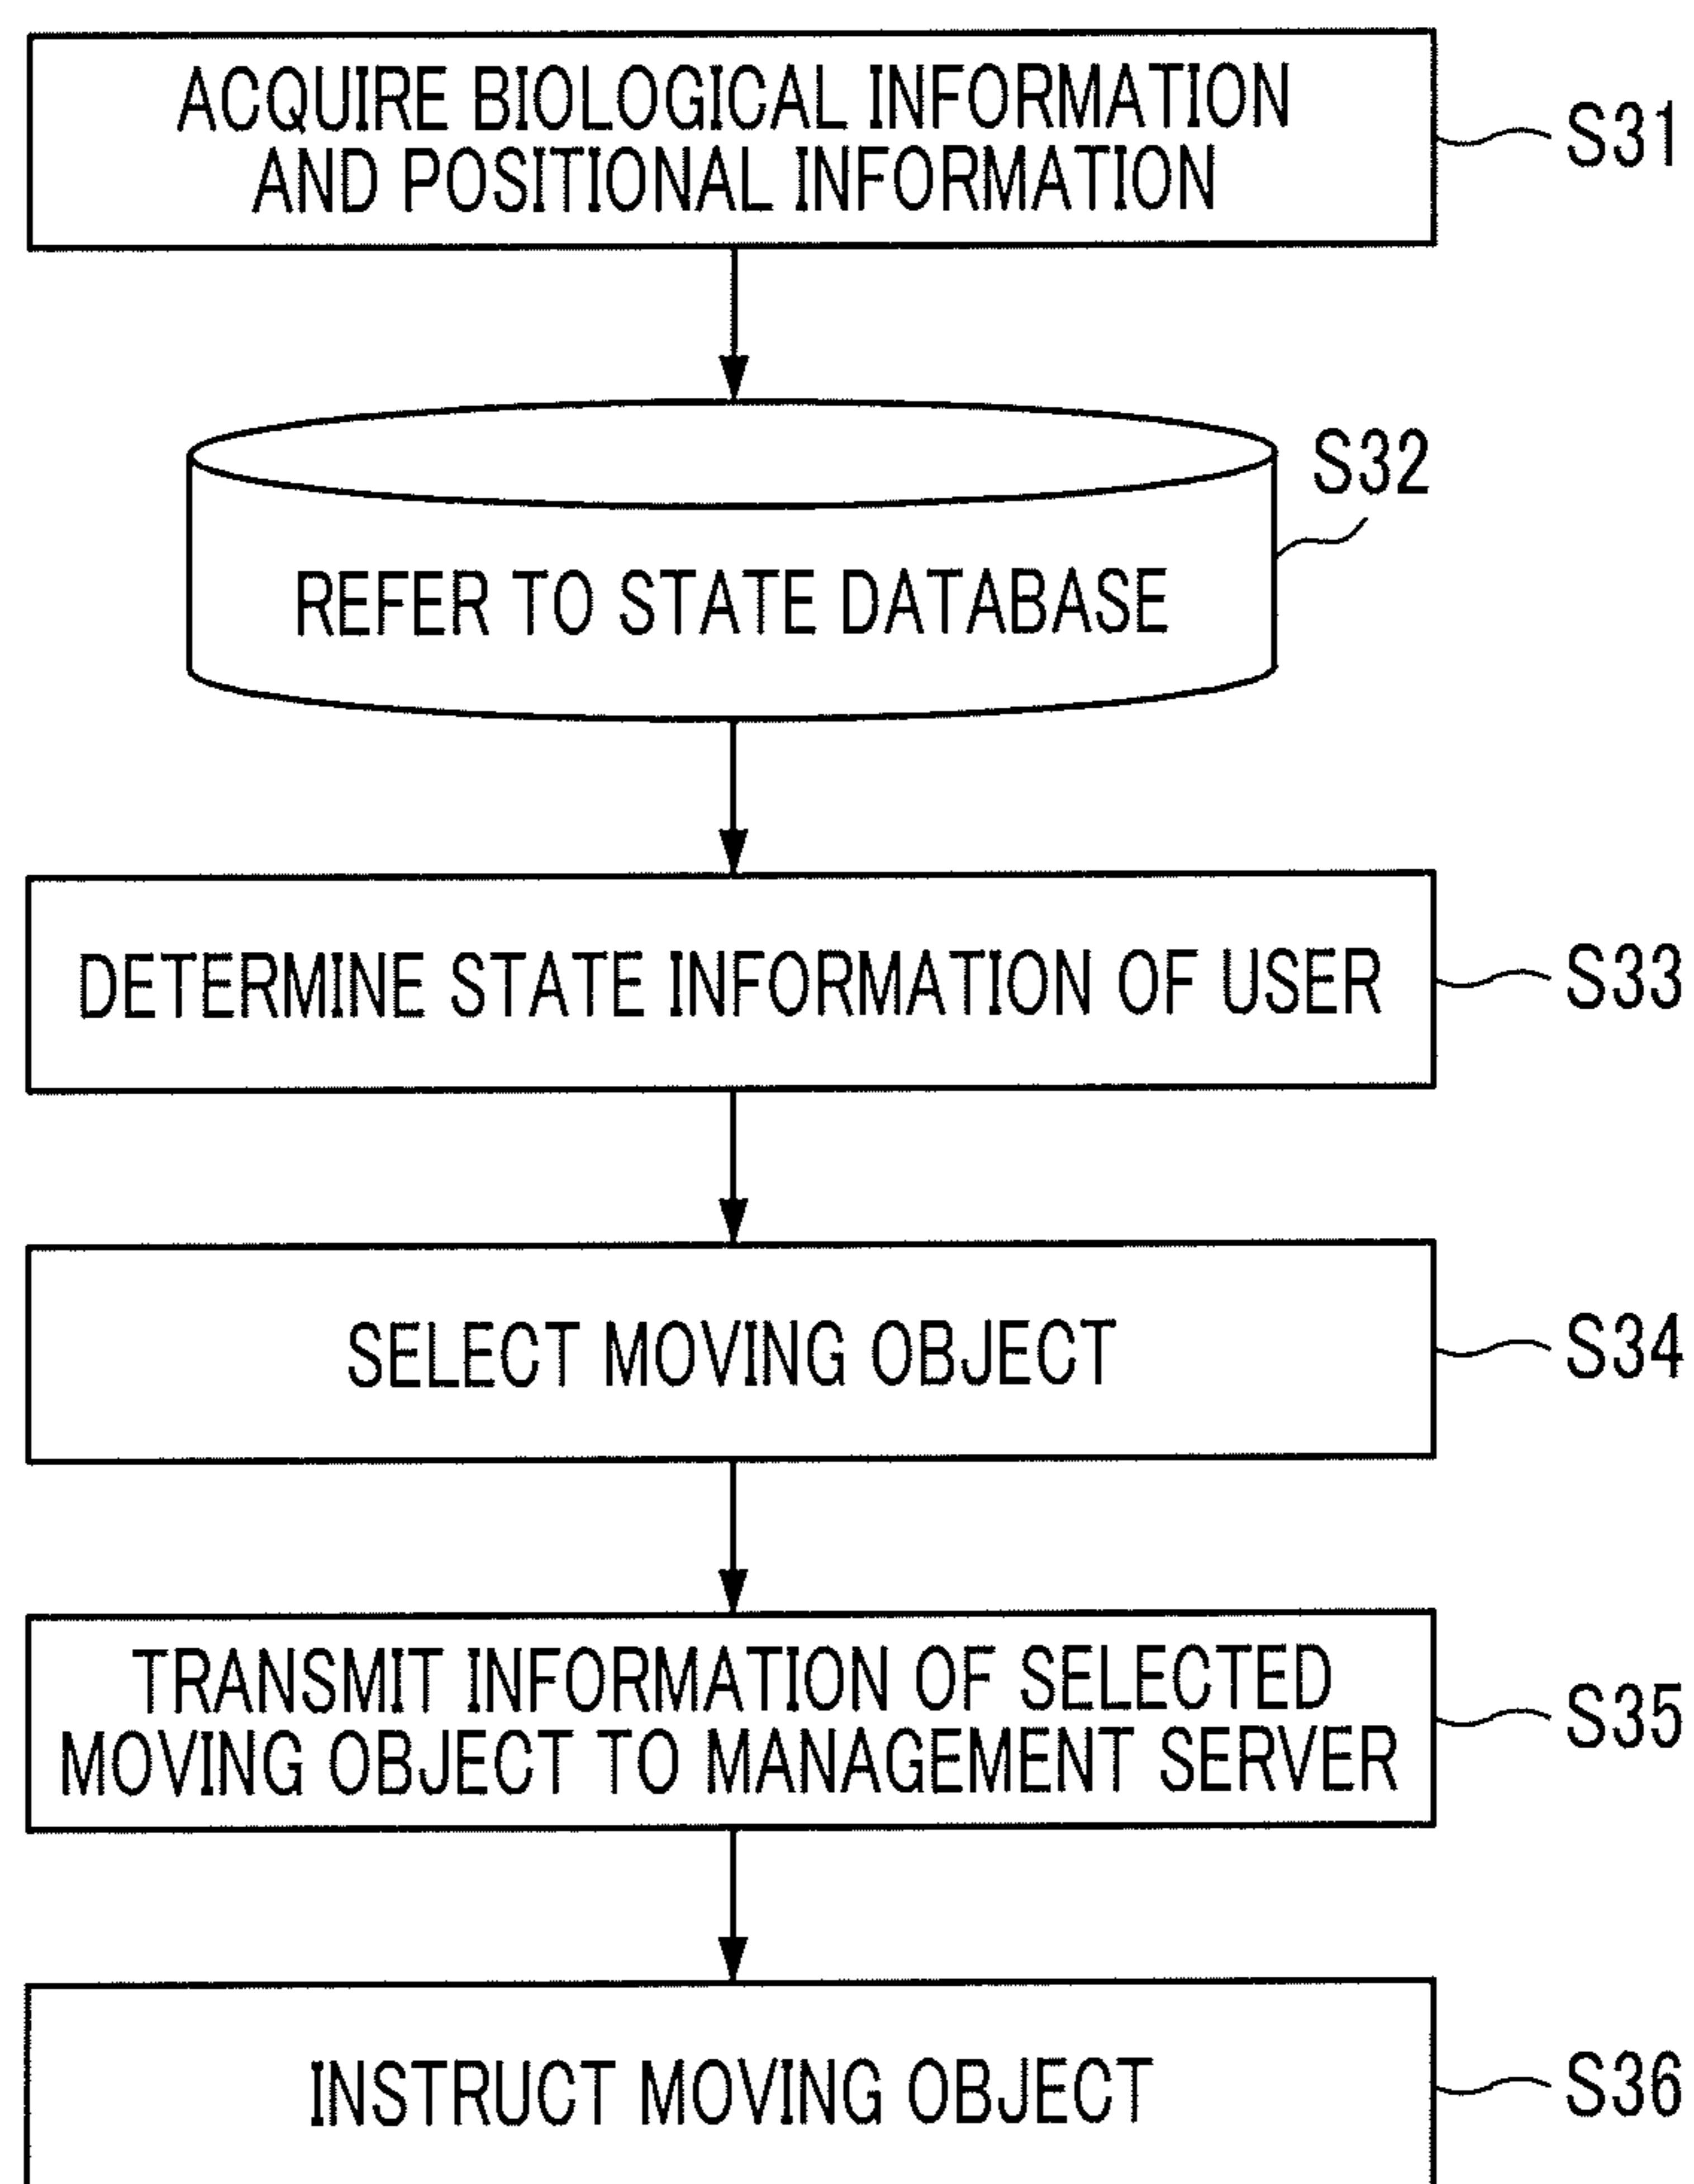 ACQUIRE BIOLOGICAL INFORMATION
AND POSITIONAL INFORMATION
S31
S32
REFER TO STATE DATABASE
DETERMINE STATE INFORMATION OF USER
S33
SELECT MOVING OBJECT
S34
TRANSMIT INFORMATION OF SELECTED
MOVING OBJECT TO MANAGEMENT SERVER
S35
INSTRUCT MOVING OBJECT
S36